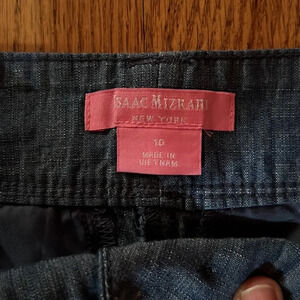 ISAAC MIZRAHI
NEW YORK
10
MADE IN
VIETNAM